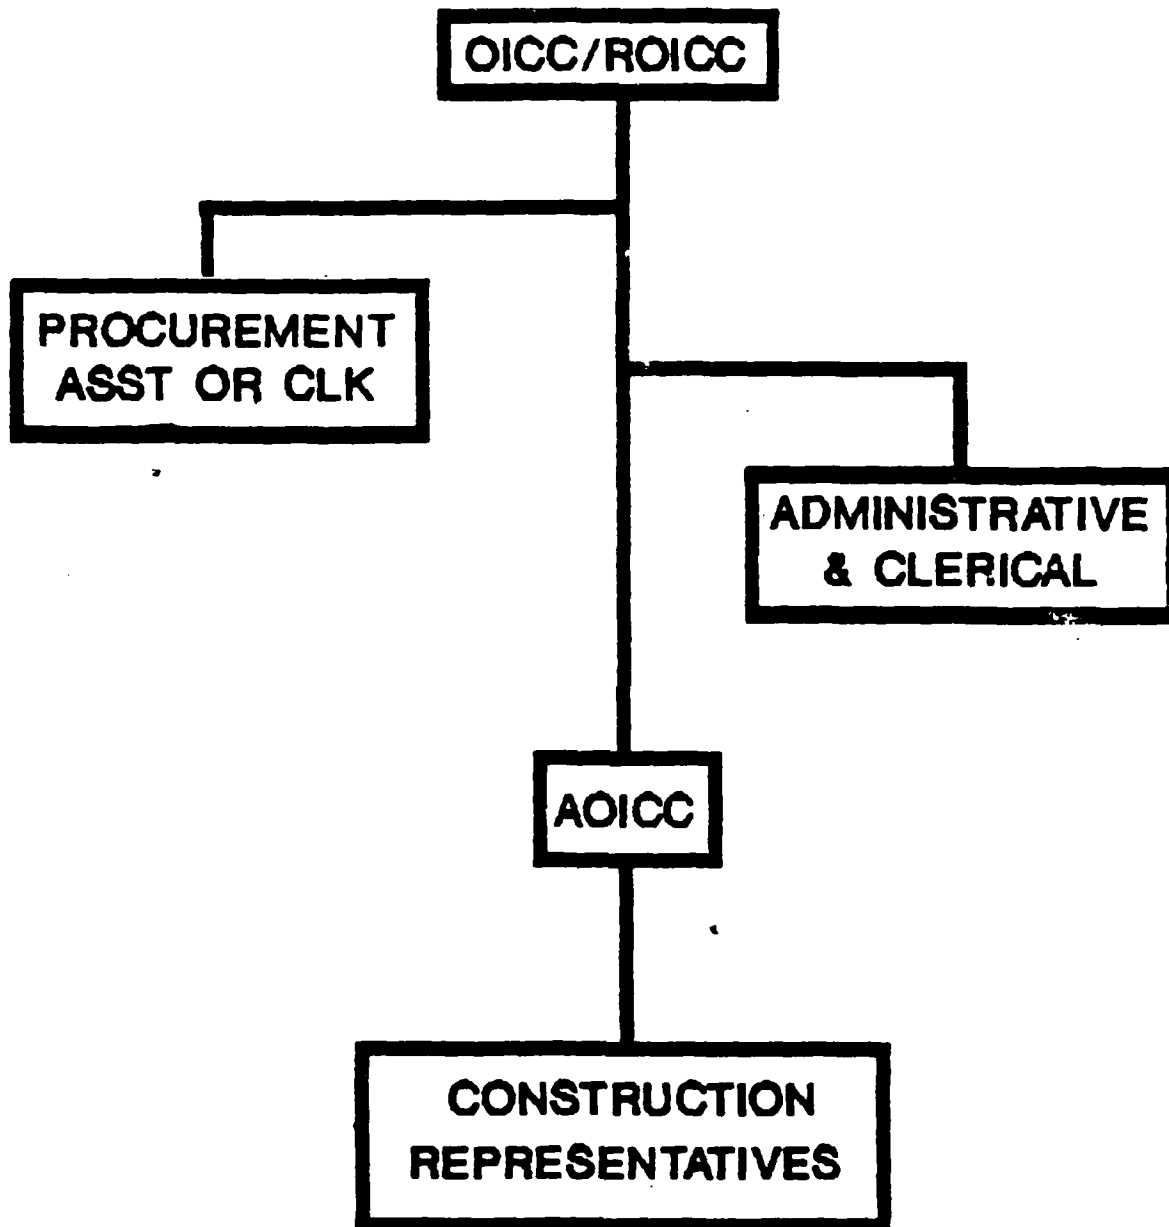 OICC/ROICC
PROCUREMENT
ASST OR CLK
ADMINISTRATIVE
& CLERICAL
AOICC
CONSTRUCTION
REPRESENTATIVES